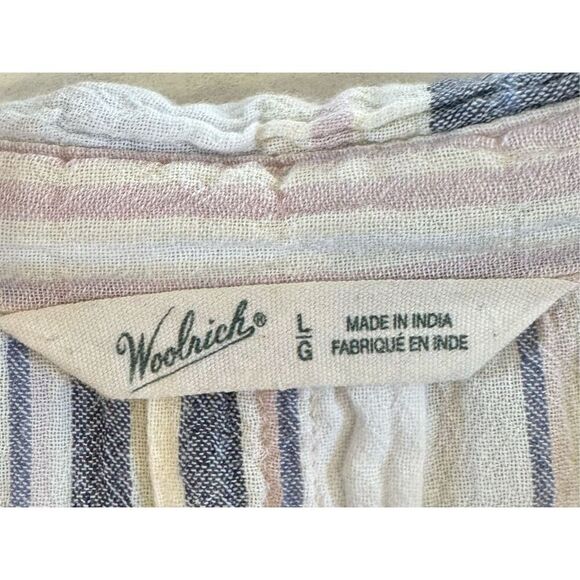 Woolrich®
L
G
MADE IN INDIA
FABRIQUÉ EN INDE